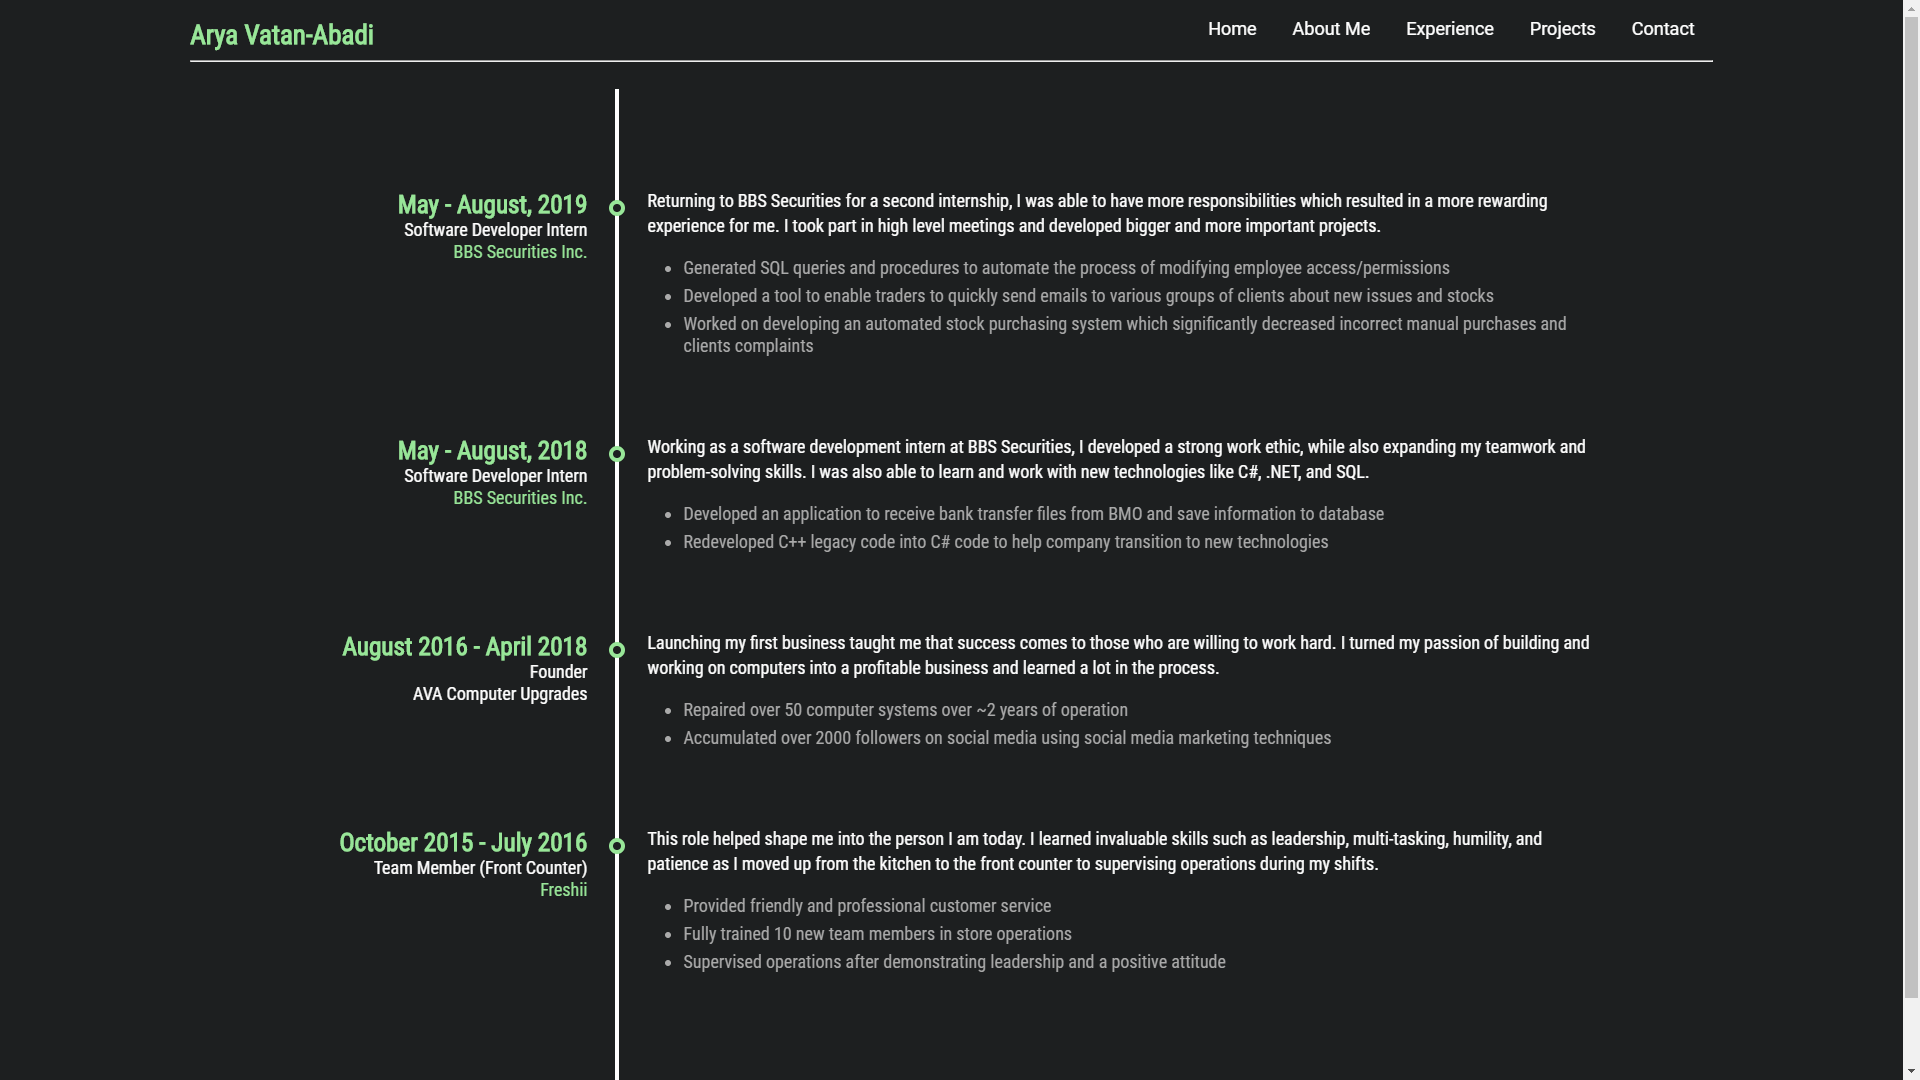 Arya Vatan-Abadi
Home
About Me
Experience
Projects
Contact
May - August, 2019
Software Developer Intern
BBS Securities Inc.
Returning to BBS Securities for a second internship, I was able to have more responsibilities which resulted in a more rewarding
experience for me. I took part in high level meetings and developed bigger and more important projects.
• Generated SQL queries and procedures to automate the process of modifying employee access/permissions
• Developed a tool to enable traders to quickly send emails to various groups of clients about new issues and stocks
• Worked on developing an automated stock purchasing system which significantly decreased incorrect manual purchases and
clients complaints
May - August, 2018
Software Developer Intern
BBS Securities Inc.
Working as a software development intern at BBS Securities, I developed a strong work ethic, while also expanding my teamwork and
problem-solving skills. I was also able to learn and work with new technologies like C#, .NET, and SQL.
• Developed an application to receive bank transfer files from BMO and save information to database
• Redeveloped C++ legacy code into C# code to help company transition to new technologies
August 2016 - April 2018
Founder
AVA Computer Upgrades
Launching my first business taught me that success comes to those who are willing to work hard. I turned my passion of building and
working on computers into a profitable business and learned a lot in the process.
• Repaired over 50 computer systems over ~2 years of operation
• Accumulated over 2000 followers on social media using social media marketing techniques
October 2015 - July 2016
Team Member (Front Counter)
Freshii
This role helped shape me into the person I am today. I learned invaluable skills such as leadership, multi-tasking, humility, and
patience as I moved up from the kitchen to the front counter to supervising operations during my shifts.
• Provided friendly and professional customer service
• Fully trained 10 new team members in store operations
• Supervised operations after demonstrating leadership and a positive attitude